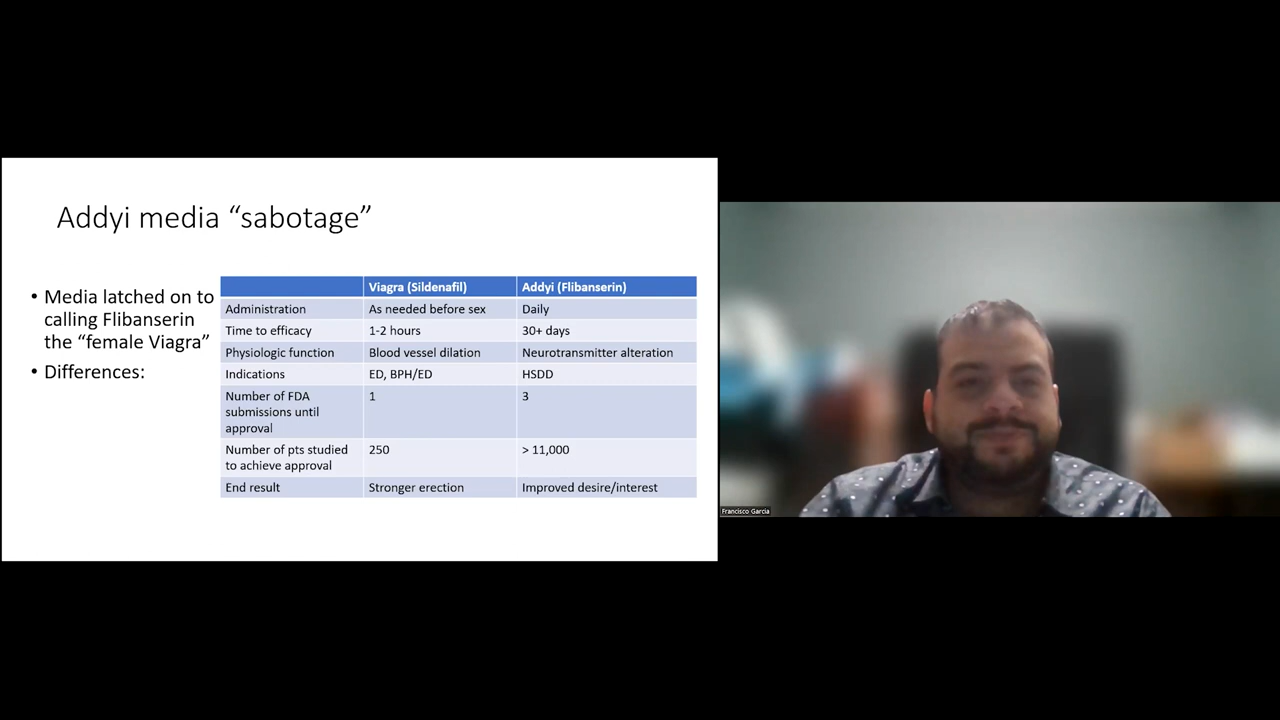 Addyi media “sabotage”
• Media latched on to
calling Flibanserin
the “female Viagra”
• Differences:
Viagra (Sildenafil) Addyi (Flibanserin)
Administration As needed before sex Daily
Time to efficacy 1-2 hours 30+ days
Physiologic function Blood vessel dilation Neurotransmitter alteration
Indications ED, BPH/ED HSDD
Number of FDA 1 3
submissions until
approval
Number of pts studied 250 > 11,000
to achieve approval
End result Stronger erection Improved desire/interest
Francisco Garcia